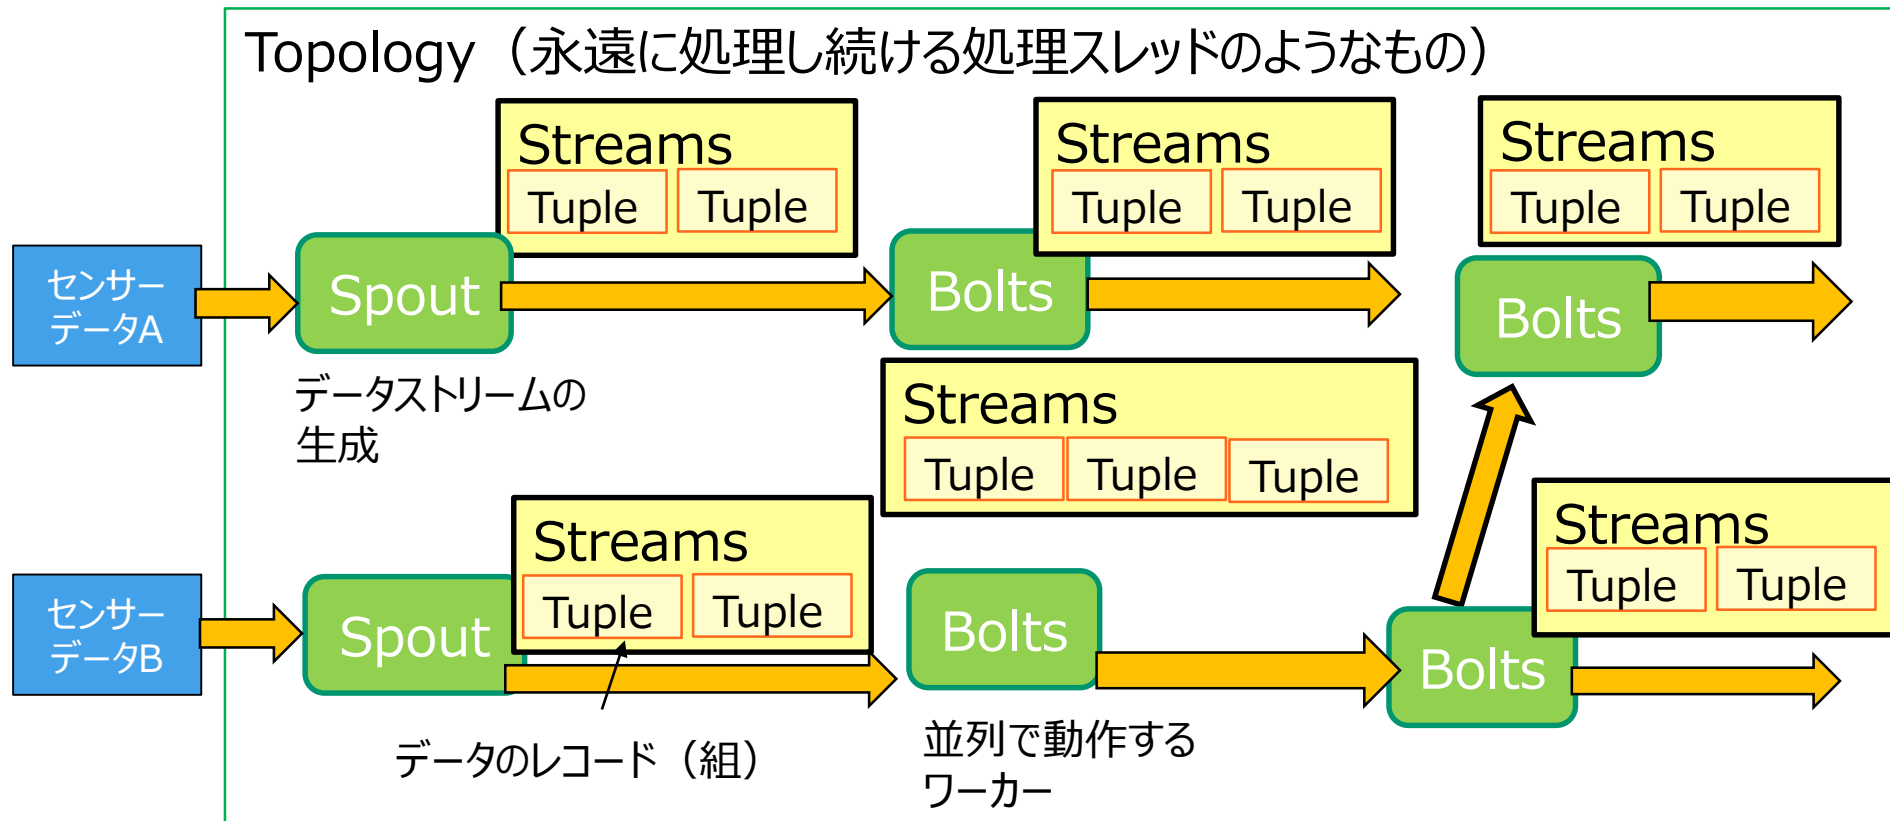 Topology（永遠に処理し続ける処理スレッドのようなもの）
Streams
Tuple Tuple
Streams
Tuple Tuple
Streams
Tuple Tuple
センサー
データA
Spout
Bolts
Bolts
データストリームの
生成
Streams
Tuple Tuple Tuple
Streams
Tuple Tuple
Streams
Tuple Tuple
センサー
データB
Spout
Bolts
Bolts
データのレコード（組）
並列で動作する
ワーカー